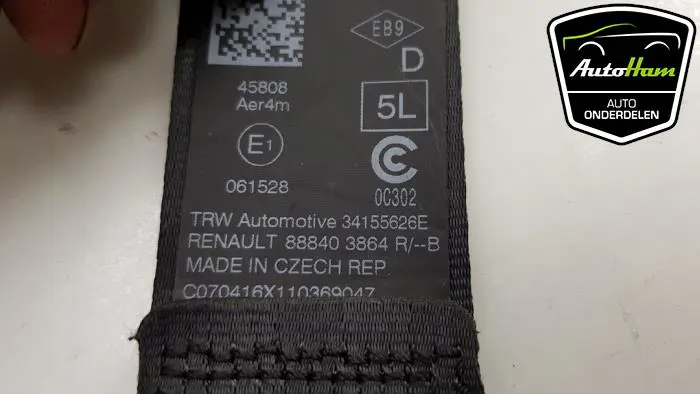 EB9
D
45808
Aer4m
5L
E1
C
061528
0C302
TRW Automotive 34155626E
RENAULT 88840 3864 R/--B
MADE IN CZECH REP.
C070416X110369047
AutoHam
AUTO
ONDERDELEN